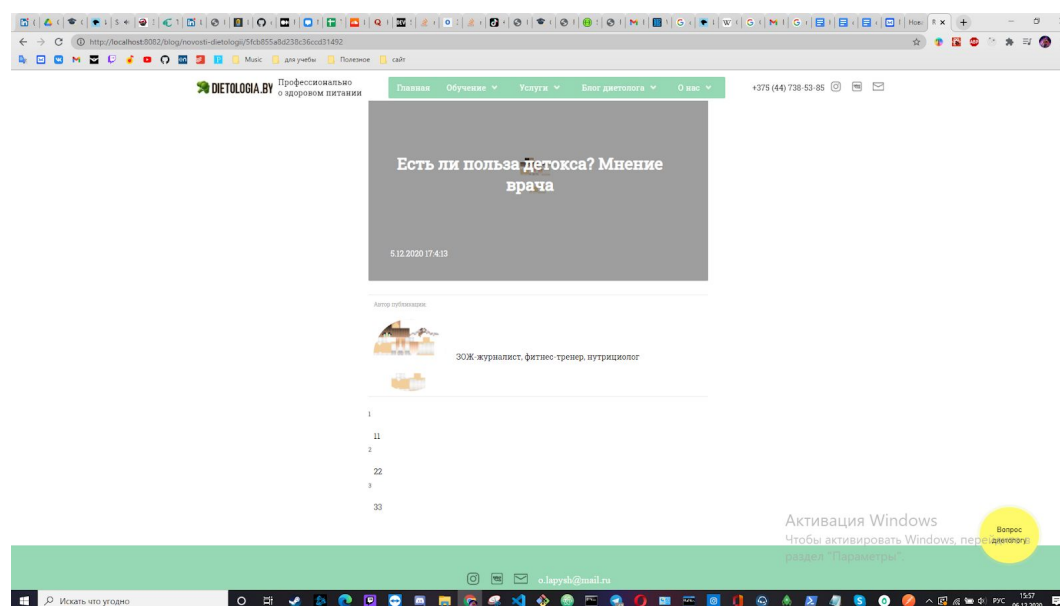 http://localhost:8082/blog/novosti-dietologii/5fcb855a8d238c36ccd31492
Music
для учебы
Полезное
сайт
DIETOLOGIA.BY
Профессионально
о здоровом питании
Главная Обучение Услуги Блог диетолога О нас
+375 (44) 738-53-85
Есть ли польза детокса? Мнение
врача
5.12.2020 17:4:13
Автор публикации:
ЗОЖ-журналист, фитнес-тренер, нутрициолог
1
11
2
22
3
33
Активация Windows
Чтобы активировать Windows, перейдите в
раздел "Параметры".
Вопрос
диетологу
o.lapysh@mail.ru
Искать что угодно
РУС
15:57
06.12.2020